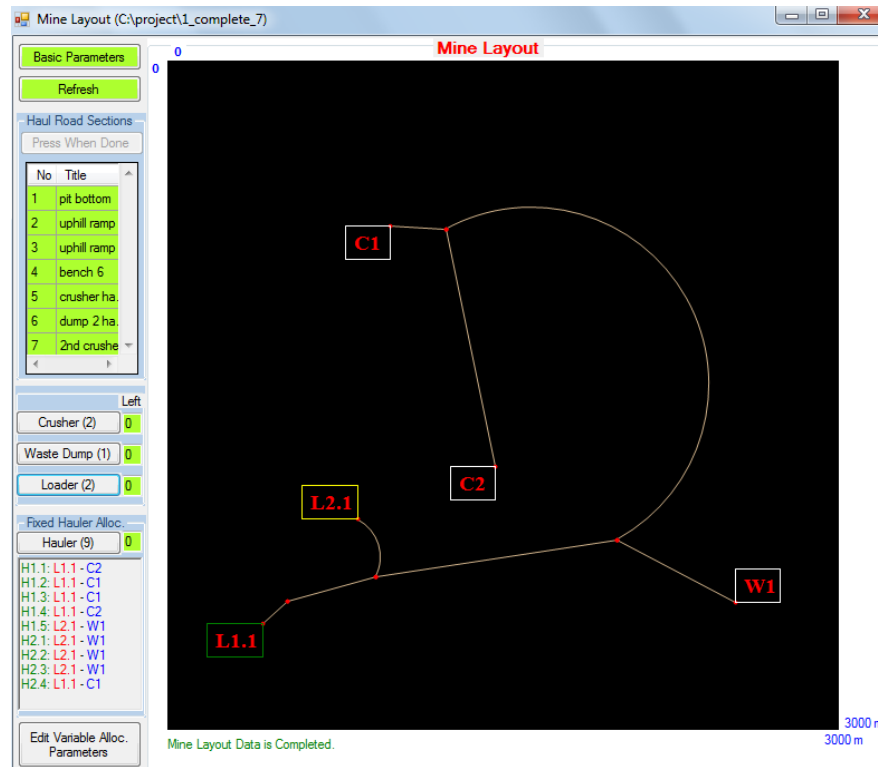 Mine Layout (C:\project\1_complete_7)
Basic Parameters
Refresh
Haul Road Sections
Press When Done
No Title
1 pit bottom
2 uphill ramp
3 uphill ramp
4 bench 6
5 crusher ha.
6 dump 2 ha.
7 2nd crushe
Left
Crusher (2) 0
Waste Dump (1) 0
Loader (2) 0
Fixed Hauler Alloc.
Hauler (9) 0
H1.1: L1.1 - C2
H1.2: L1.1 - C1
H1.3: L1.1 - C1
H1.4: L1.1 - C2
H1.5: L2.1 - W1
H2.1: L2.1 - W1
H2.2: L2.1 - W1
H2.3: L2.1 - W1
H2.4: L1.1 - C1
Edit Variable Alloc.
Parameters
0
Mine Layout
0
C1
C2
L2.1
W1
L1.1
3000 m
3000 m
Mine Layout Data is Completed.